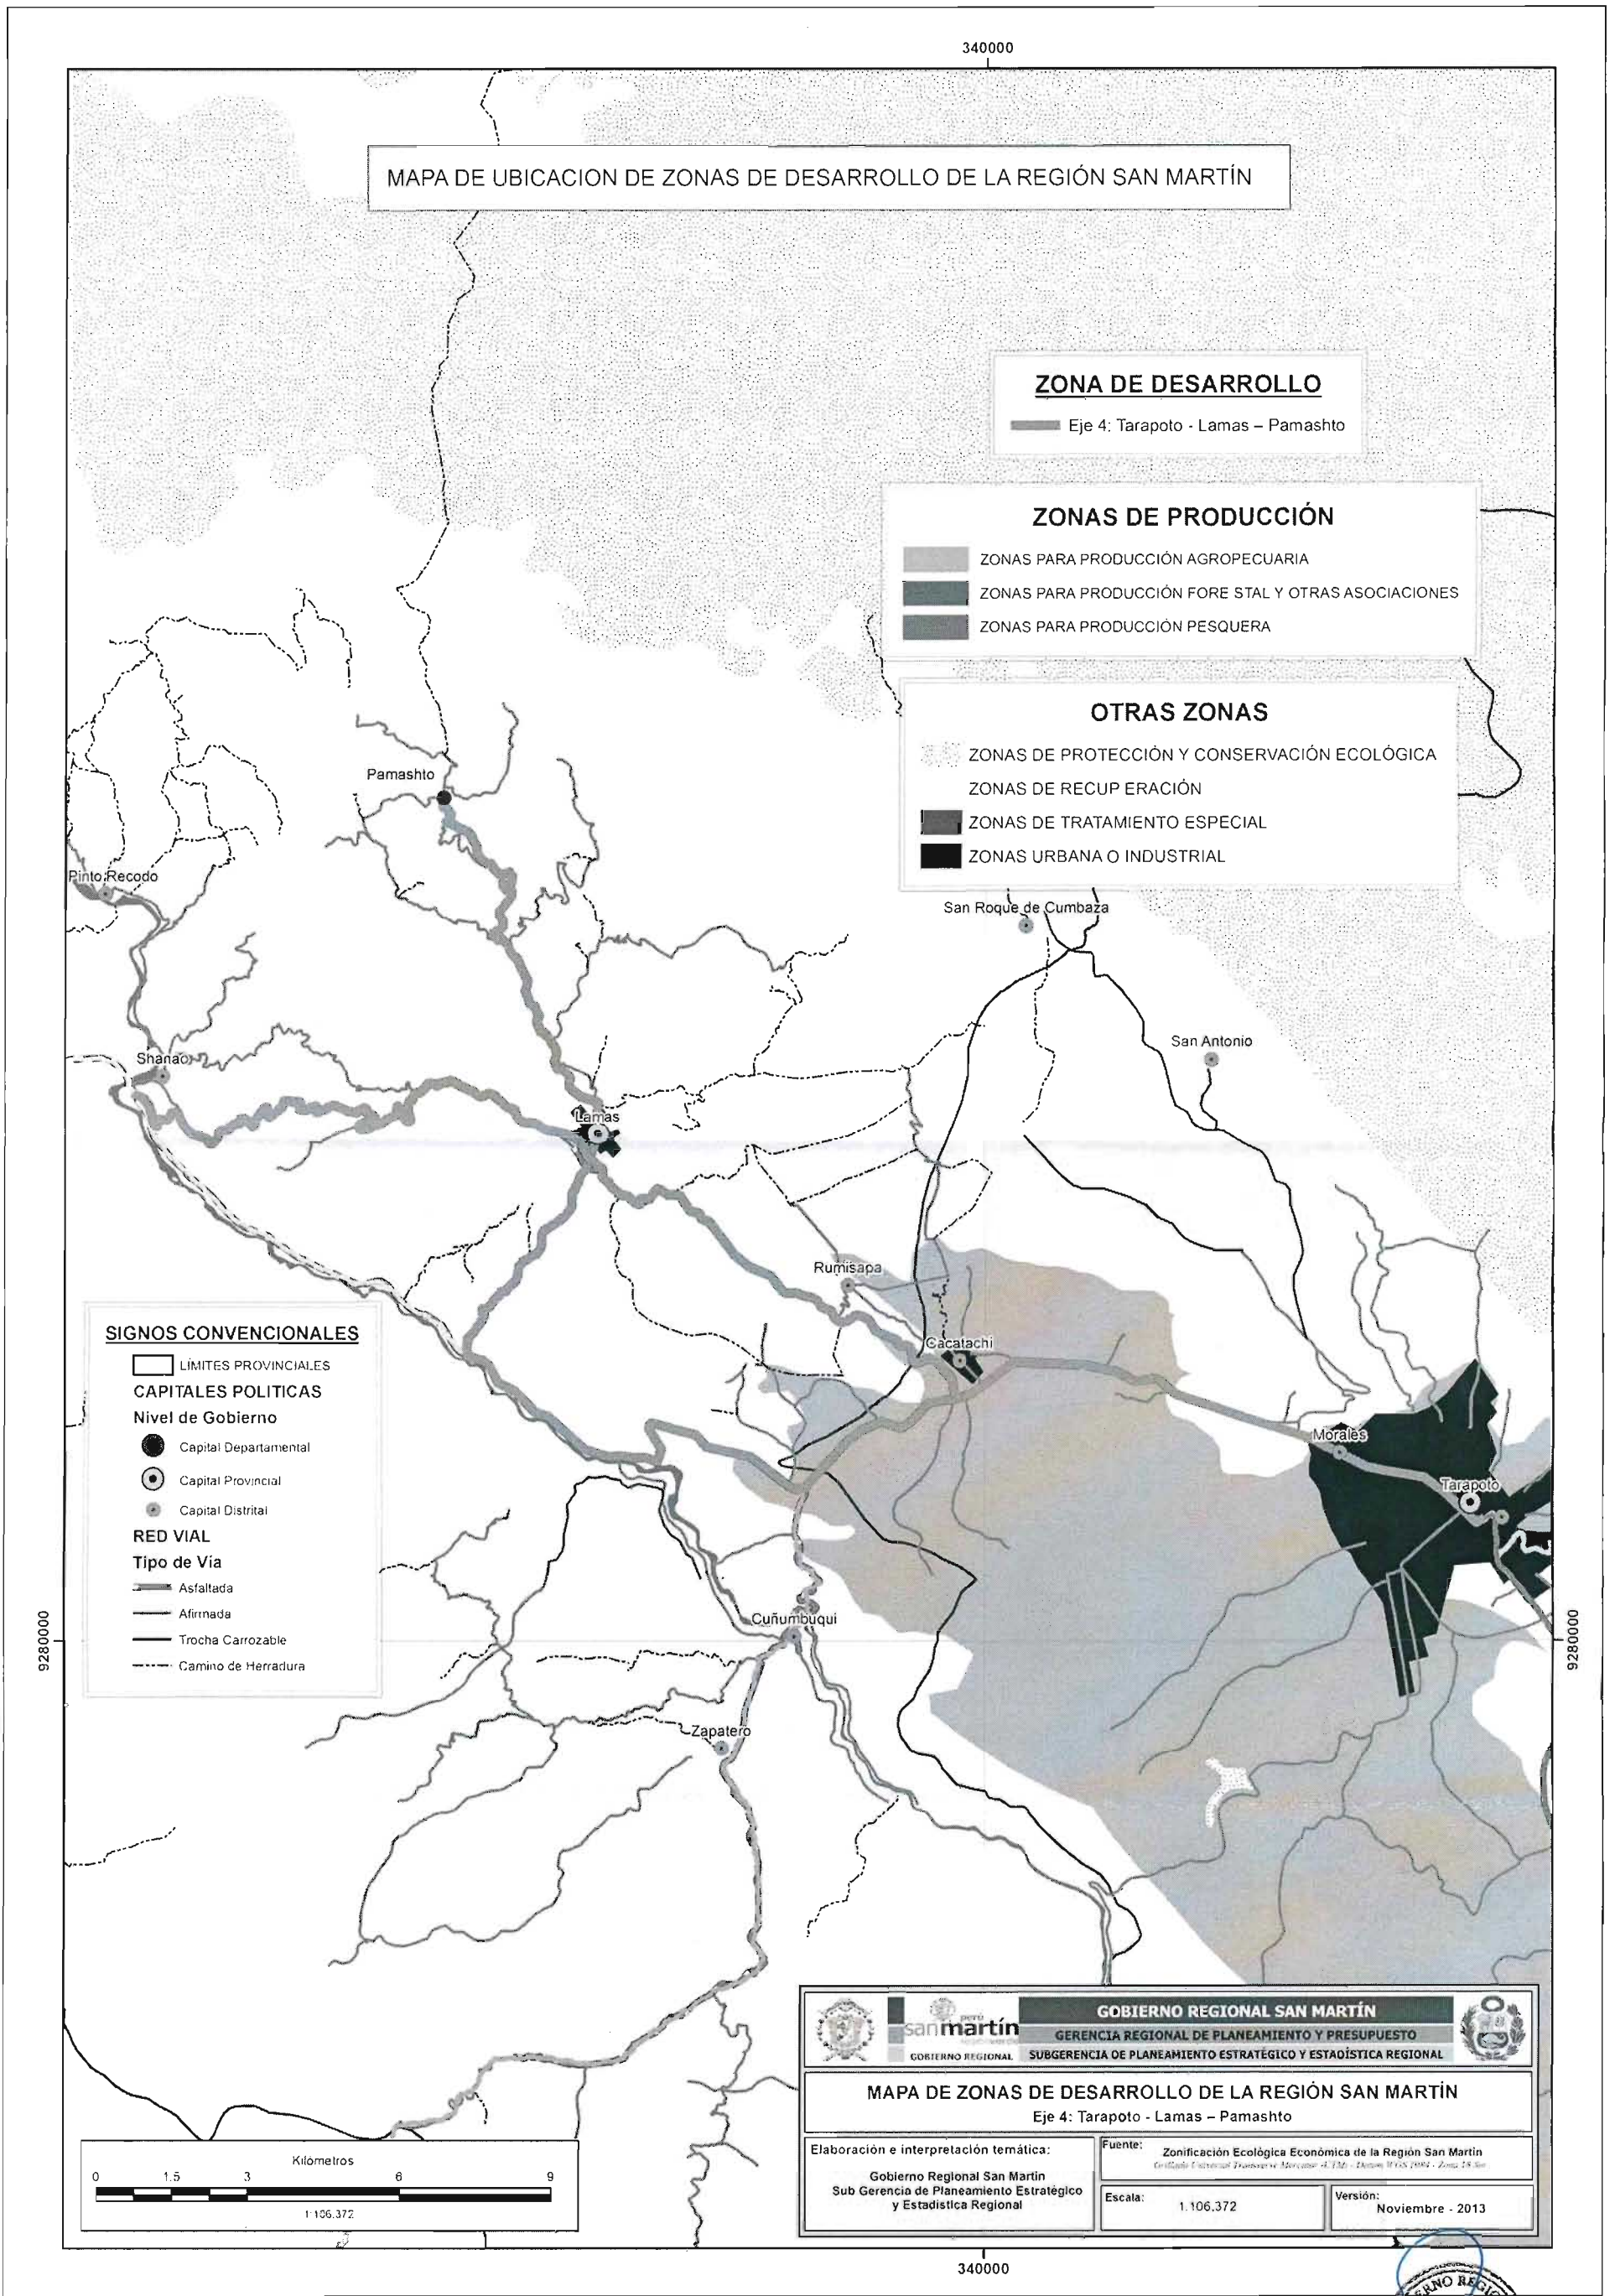 340000
MAPA DE UBICACION DE ZONAS DE DESARROLLO DE LA REGIÓN SAN MARTÍN
ZONA DE DESARROLLO
Eje 4: Tarapoto - Lamas – Pamashto
ZONAS DE PRODUCCIÓN
ZONAS PARA PRODUCCIÓN AGROPECUARIA
ZONAS PARA PRODUCCIÓN FORE STAL Y OTRAS ASOCIACIONES
ZONAS PARA PRODUCCIÓN PESQUERA
OTRAS ZONAS
ZONAS DE PROTECCIÓN Y CONSERVACIÓN ECOLÓGICA
ZONAS DE RECUP ERACIÓN
ZONAS DE TRATAMIENTO ESPECIAL
ZONAS URBANA O INDUSTRIAL
Pamashto
Pinto Recodo
San Roque de Cumbaza
San Antonio
Shanao
Lamas
Rumisapa
Cacatachi
Morales
Tarapoto
Cuñumbuqui
Zapatero
SIGNOS CONVENCIONALES
LÍMITES PROVINCIALES
CAPITALES POLITICAS
Nivel de Gobierno
Capital Departamental
Capital Provincial
Capital Distrital
RED VIAL
Tipo de Vía
Asfaltada
Afirmada
Trocha Carrozable
Camino de Herradura
9280000
9280000
Kilómetros
0 1.5 3 6 9
1:106.372
perú
sanmartín
GOBIERNO REGIONAL
GOBIERNO REGIONAL SAN MARTÍN
GERENCIA REGIONAL DE PLANEAMIENTO Y PRESUPUESTO
SUBGERENCIA DE PLANEAMIENTO ESTRATÉGICO Y ESTADÍSTICA REGIONAL
MAPA DE ZONAS DE DESARROLLO DE LA REGIÓN SAN MARTÍN
Eje 4: Tarapoto - Lamas – Pamashto
Elaboración e interpretación temática:
Gobierno Regional San Martin
Sub Gerencia de Planeamiento Estratégico
y Estadística Regional
Fuente:
Zonificación Ecológica Económica de la Región San Martin
Escala:
1.106.372
Versión:
Noviembre - 2013
340000